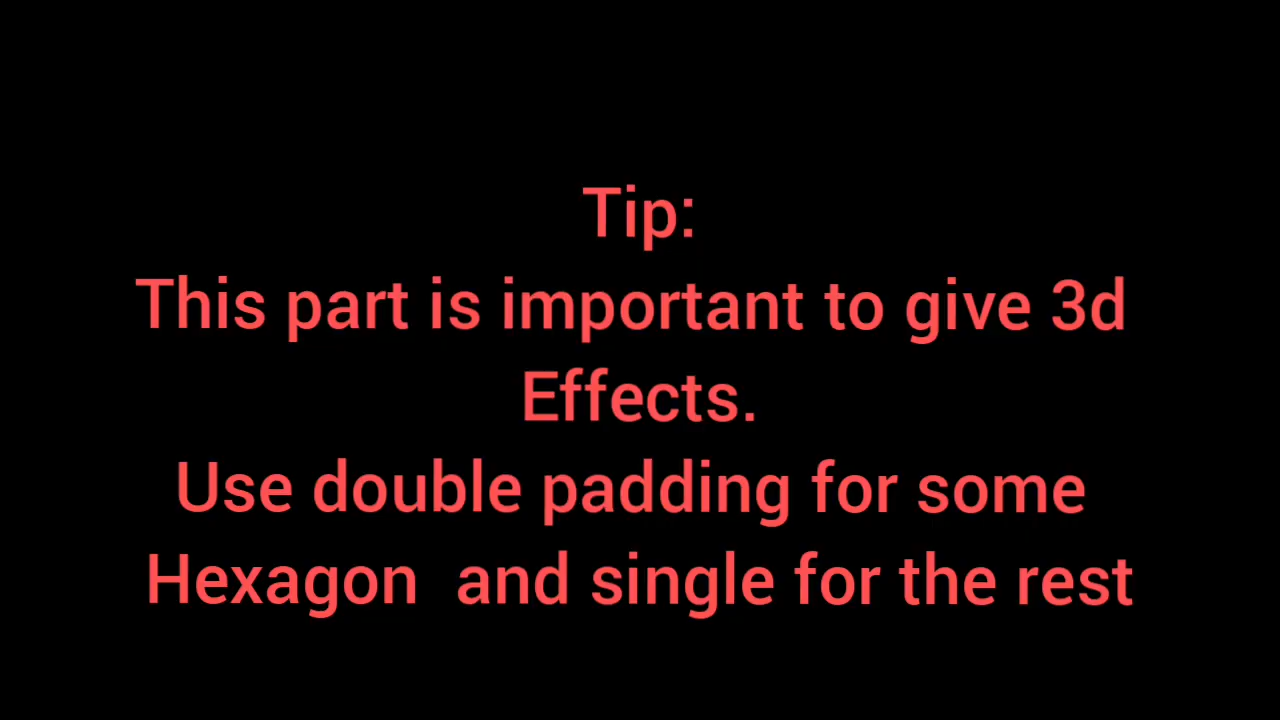 Tip:
This part is important to give 3d
Effects.
Use double padding for some
Hexagon  and single for the rest